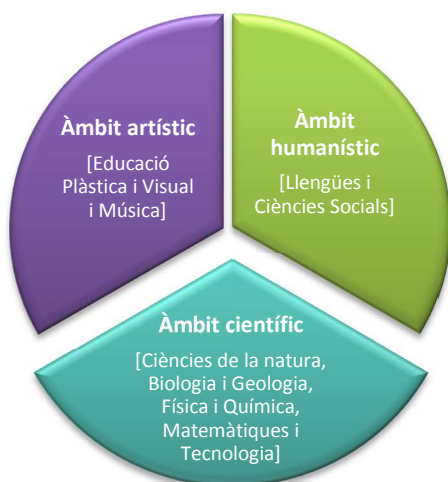 Àmbit artístic
[Educació
Plàstica i Visual
i Música]
Àmbit
humanístic
[Llengües i
Ciències Socials]
Àmbit científic
[Ciències de la natura,
Biologia i Geologia,
Física i Química,
Matemàtiques i
Tecnologia]